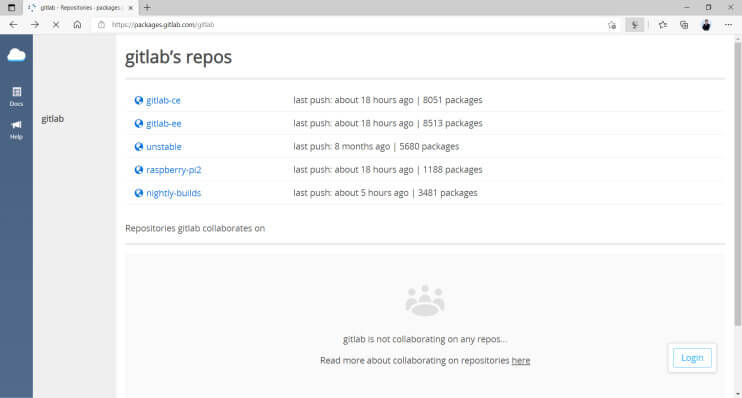 gitlab - Repositories · packages
https://packages.gitlab.com/gitlab
Docs
Help
gitlab
gitlab's repos
gitlab-ce last push: about 18 hours ago | 8051 packages
gitlab-ee last push: about 18 hours ago | 8513 packages
unstable last push: 8 months ago | 5680 packages
raspberry-pi2 last push: about 18 hours ago | 1188 packages
nightly-builds last push: about 5 hours ago | 3481 packages
Repositories gitlab collaborates on
gitlab is not collaborating on any repos...
Read more about collaborating on repositories here
Login